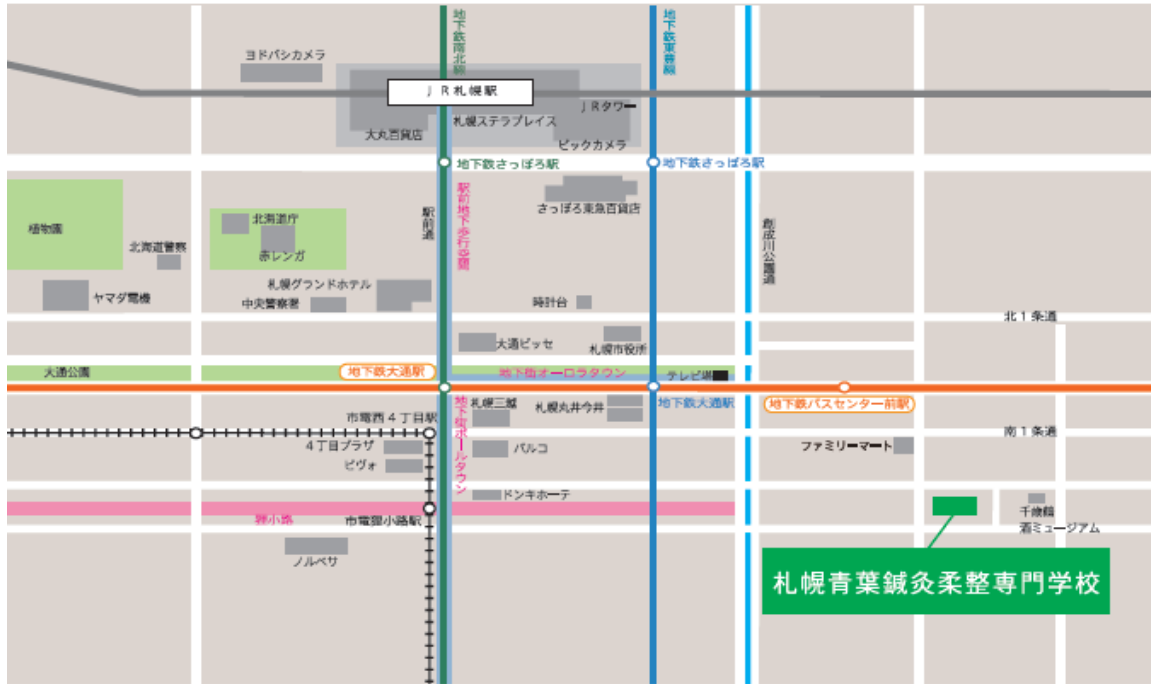 地下鉄南北線
地下鉄東豊線
ヨドバシカメラ
JR札幌駅
JRタワー
札幌ステラプレイス
大丸百貨店
ビックカメラ
地下鉄さっぽろ駅
地下鉄さっぽろ駅
駅前地下歩行空間
駅前通
さっぽろ東急百貨店
植物園
北海道庁
赤レンガ
北海道警察
創成川公園通
札幌グランドホテル
ヤマダ電機
中央警察署
時計台
北1条通
大通ビッセ
札幌市役所
大通公園
地下鉄大通駅
地下街オーロラタウン
テレビ塔
札幌三越
札幌丸井今井
地下鉄大通駅
地下鉄バスセンター前駅
地下街ポールタウン
市電西4丁目駅
南1条通
4丁目プラザ
パルコ
ファミリーマート
ピヴォ
ドンキホーテ
狸小路
市電狸小路駅
千歳鶴
酒ミュージアム
ノルベサ
札幌青葉鍼灸柔整専門学校